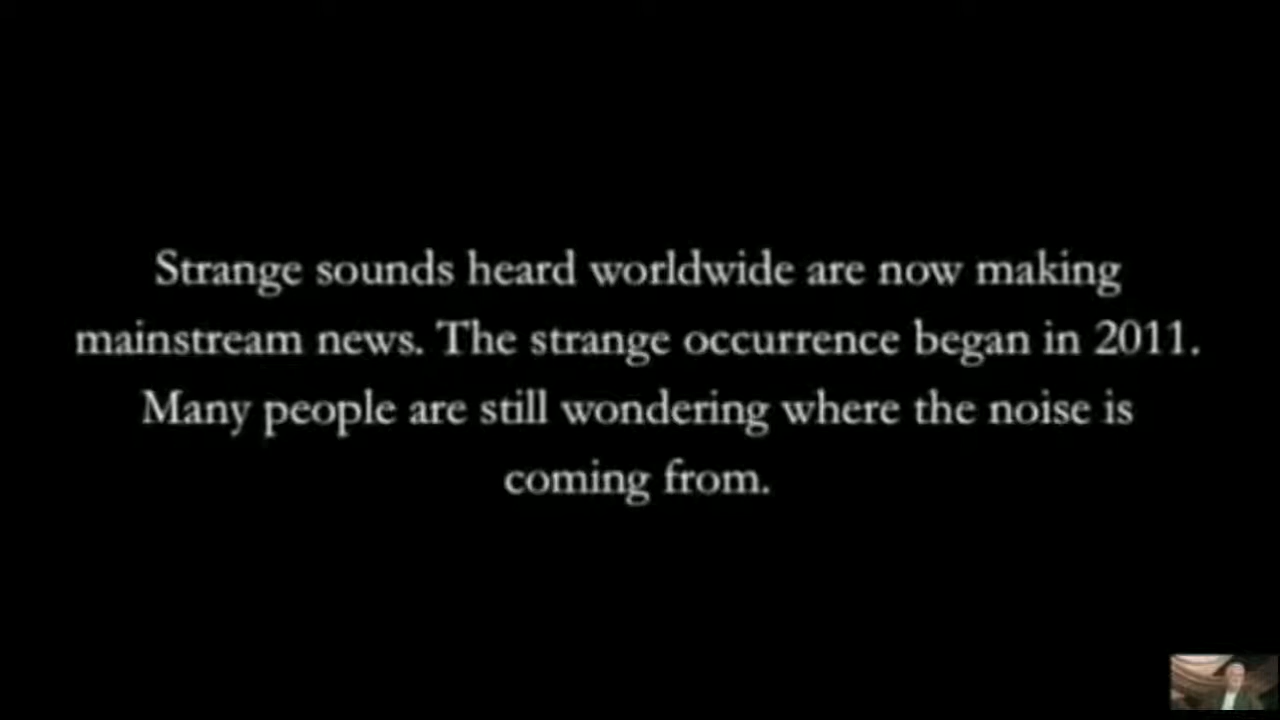 Strange sounds heard worldwide are now making
mainstream news. The strange occurrence began in 2011.
Many people are still wondering where the noise is
coming from.